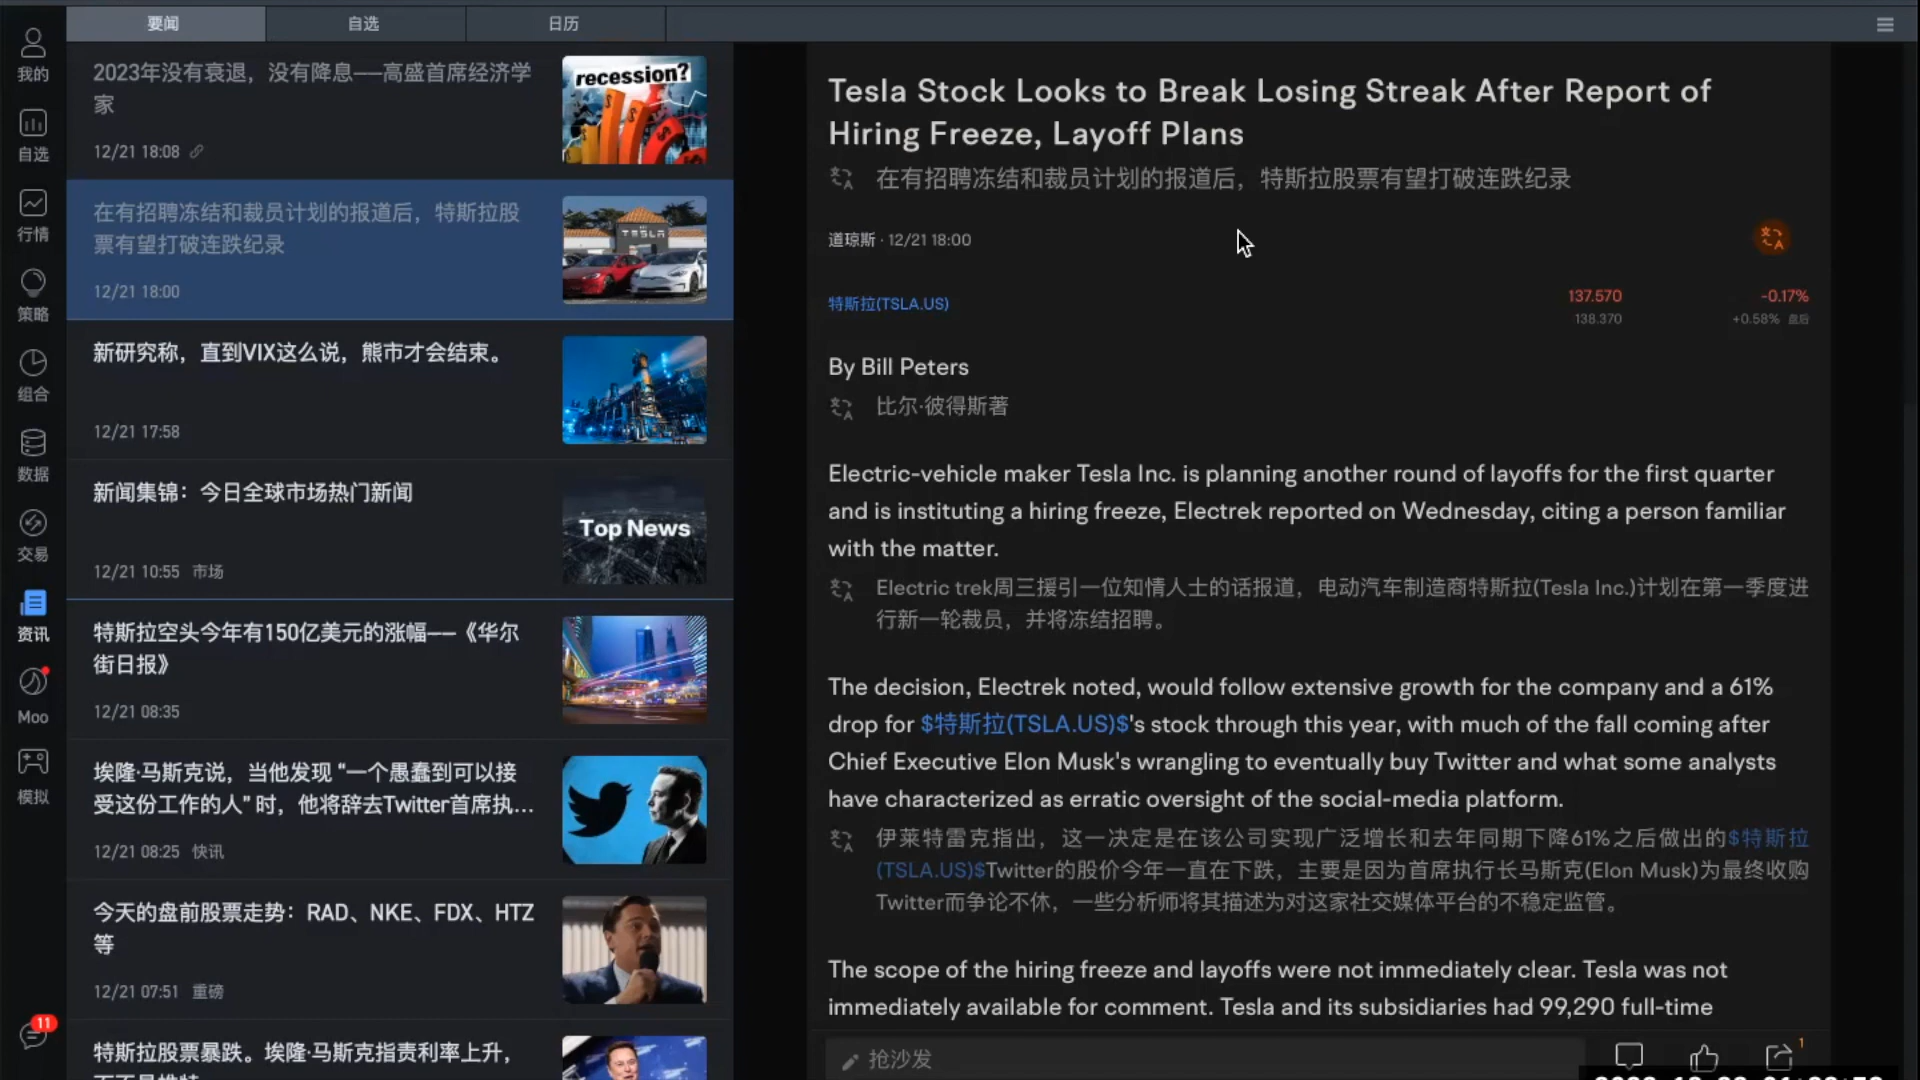 要闻
自选
日历
我的
自选
行情
策略
组合
数据
交易
资讯
Moo
模拟
11
2023年没有衰退，没有降息——高盛首席经济学
家
12/21 18:08
recession?
在有招聘冻结和裁员计划的报道后，特斯拉股
票有望打破连跌纪录
12/21 18:00
TESLA
新研究称，直到VIX这么说，熊市才会结束。
12/21 17:58
新闻集锦：今日全球市场热门新闻
12/21 10:55 市场
Top News
特斯拉空头今年有150亿美元的涨幅——《华尔
街日报》
12/21 08:35
埃隆·马斯克说，当他发现 “一个愚蠢到可以接
受这份工作的人” 时，他将辞去Twitter首席执...
12/21 08:25 快讯
今天的盘前股票走势：RAD、NKE、FDX、HTZ
等
12/21 07:51 重磅
特斯拉股票暴跌。埃隆·马斯克指责利率上升，
Tesla Stock Looks to Break Losing Streak After Report of
Hiring Freeze, Layoff Plans
在有招聘冻结和裁员计划的报道后，特斯拉股票有望打破连跌纪录
道琼斯 · 12/21 18:00
特斯拉(TSLA.US)
137.570 -0.17%
138.370 +0.58% 盘后
By Bill Peters
比尔·彼得斯著
Electric-vehicle maker Tesla Inc. is planning another round of layoffs for the first quarter
and is instituting a hiring freeze, Electrek reported on Wednesday, citing a person familiar
with the matter.
Electric trek周三援引一位知情人士的话报道，电动汽车制造商特斯拉(Tesla Inc.)计划在第一季度进
行新一轮裁员，并将冻结招聘。
The decision, Electrek noted, would follow extensive growth for the company and a 61%
drop for $特斯拉(TSLA.US)$'s stock through this year, with much of the fall coming after
Chief Executive Elon Musk's wrangling to eventually buy Twitter and what some analysts
have characterized as erratic oversight of the social-media platform.
伊莱特雷克指出，这一决定是在该公司实现广泛增长和去年同期下降61%之后做出的$特斯拉
(TSLA.US)$Twitter的股价今年一直在下跌，主要是因为首席执行长马斯克(Elon Musk)为最终收购
Twitter而争论不休，一些分析师将其描述为对这家社交媒体平台的不稳定监管。
The scope of the hiring freeze and layoffs were not immediately clear. Tesla was not
immediately available for comment. Tesla and its subsidiaries had 99,290 full-time
抢沙发
1